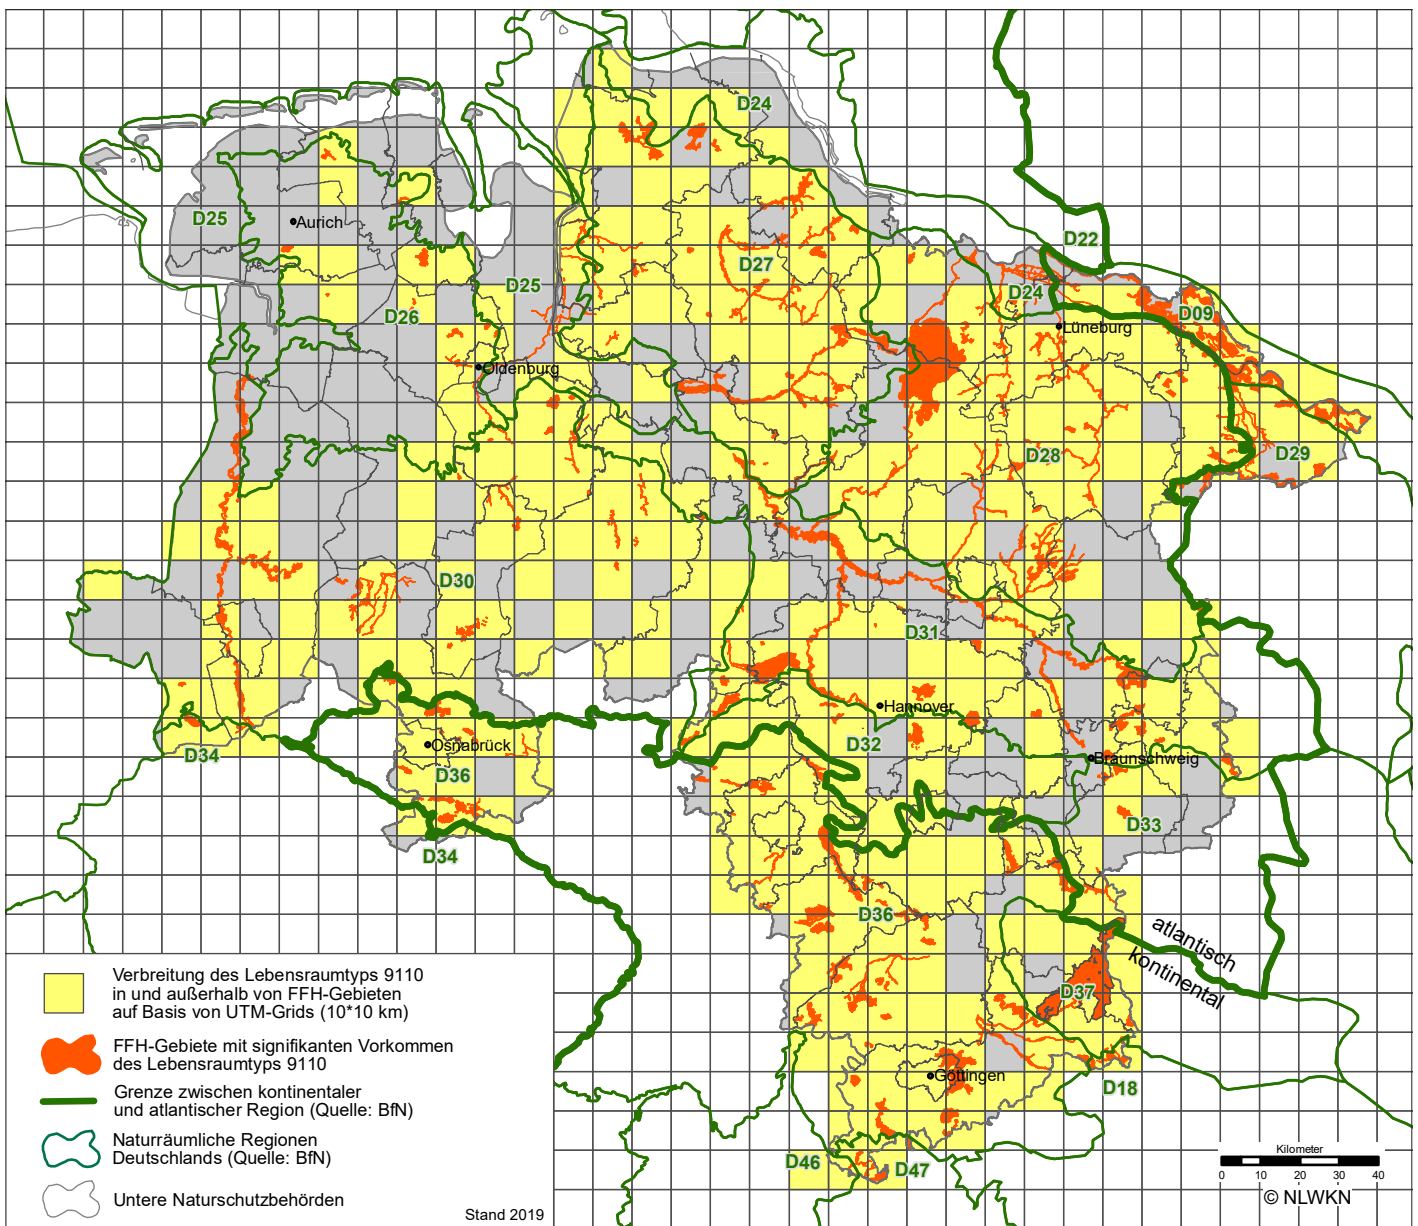 D24
D25
Aurich
D22
D27
D25
D24
D26
D09
Lüneburg
Oldenburg
D28
D29
D30
D31
Hannover
Osnabrück
D32
D34
Braunschweig
D36
D33
D34
D36
atlantisch
kontinental
D37
Göttingen
D18
D46
D47
Verbreitung des Lebensraumtyps 9110
in und außerhalb von FFH-Gebieten
auf Basis von UTM-Grids (10*10 km)
FFH-Gebiete mit signifikanten Vorkommen
des Lebensraumtyps 9110
Grenze zwischen kontinentaler
und atlantischer Region (Quelle: BfN)
Naturräumliche Regionen
Deutschlands (Quelle: BfN)
Untere Naturschutzbehörden
Stand 2019
Kilometer
0 10 20 30 40
© NLWKN